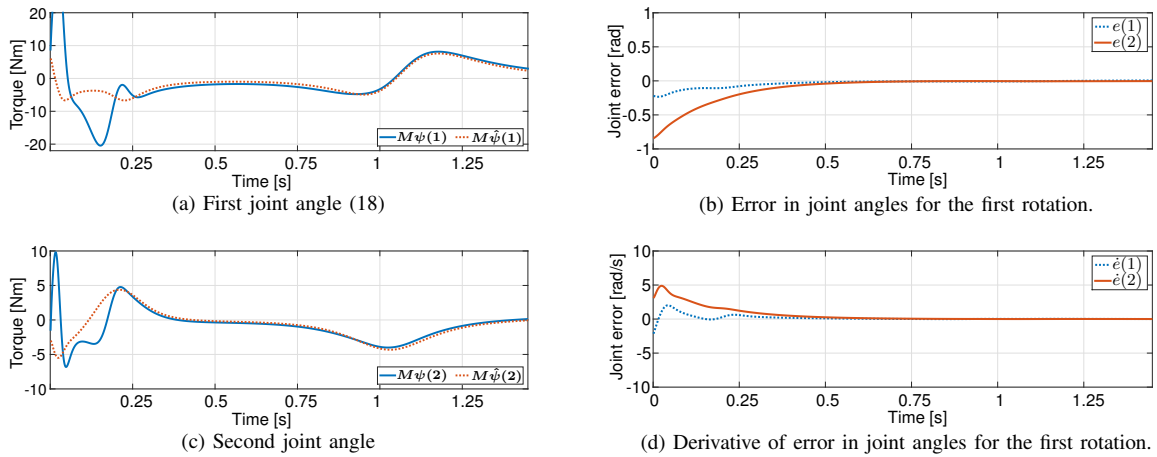 20
10
0
-10
-20
Torque [Nm]
Mψ(1) Mψ̂(1)
0.25 0.5 0.75 1 1.25
Time [s]
(a) First joint angle (18)
1
0.5
0
-0.5
-1
Joint error [rad]
e(1)
e(2)
0 0.25 0.5 0.75 1 1.25
Time [s]
(b) Error in joint angles for the first rotation.
10
5
0
-5
-10
Torque [Nm]
Mψ(2) Mψ̂(2)
0.25 0.5 0.75 1 1.25
Time [s]
(c) Second joint angle
10
5
0
-5
-10
Joint error [rad/s]
ė(1)
ė(2)
0 0.25 0.5 0.75 1 1.25
Time [s]
(d) Derivative of error in joint angles for the first rotation.